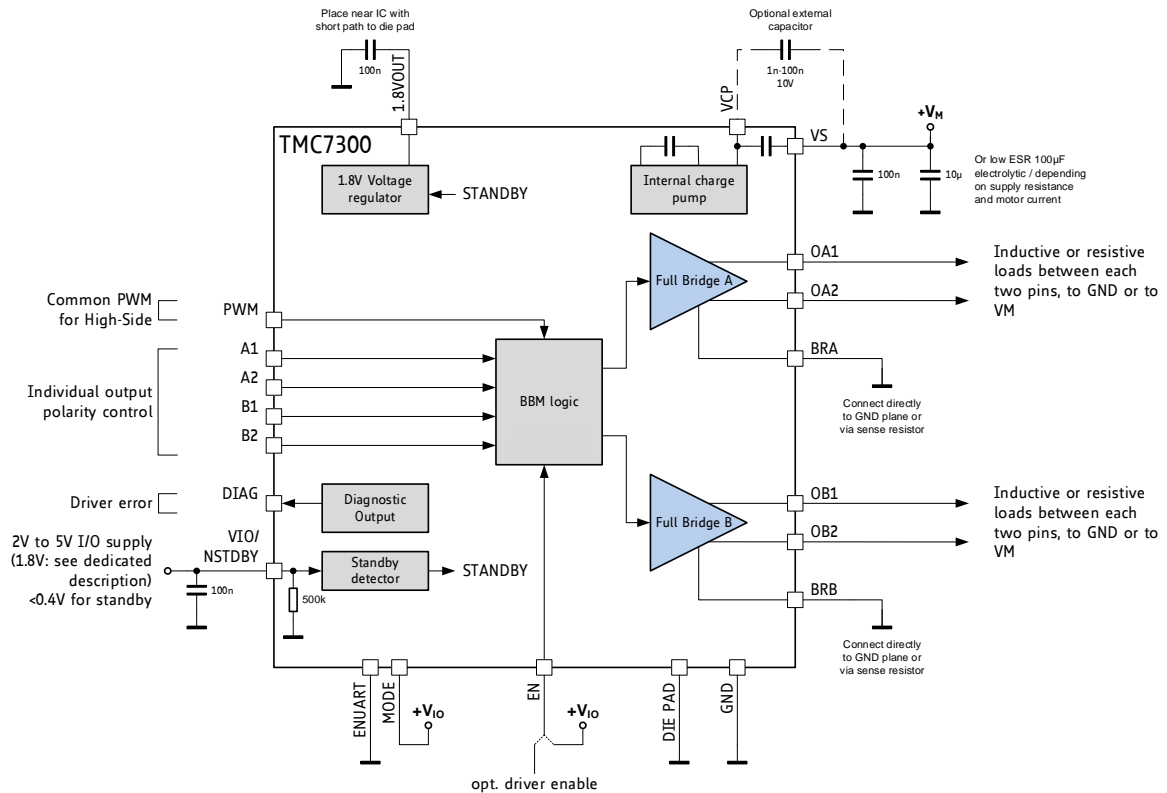 Place near IC with
short path to die pad
100n
1.8VOUT
Optional external
capacitor
1n-100n
10V
VCP
+VM
VS
100n
10µ
Or low ESR 100µF
electrolytic / depending
on supply resistance
and motor current
TMC7300
1.8V Voltage
regulator
STANDBY
Internal charge
pump
Common PWM
for High-Side
PWM
Individual output
polarity control
A1
A2
B1
B2
BBM logic
Full Bridge A
OA1
OA2
BRA
Inductive or resistive
loads between each
two pins, to GND or to
VM
Connect directly
to GND plane or
via sense resistor
Driver error
DIAG
Diagnostic
Output
2V to 5V I/O supply
(1.8V: see dedicated
description)
<0.4V for standby
VIO/
NSTDBY
100n
500k
Standby
detector
STANDBY
Full Bridge B
OB1
OB2
BRB
Inductive or resistive
loads between each
two pins, to GND or to
VM
Connect directly
to GND plane or
via sense resistor
ENUART
MODE
+VIO
EN
+VIO
opt. driver enable
DIE PAD
GND